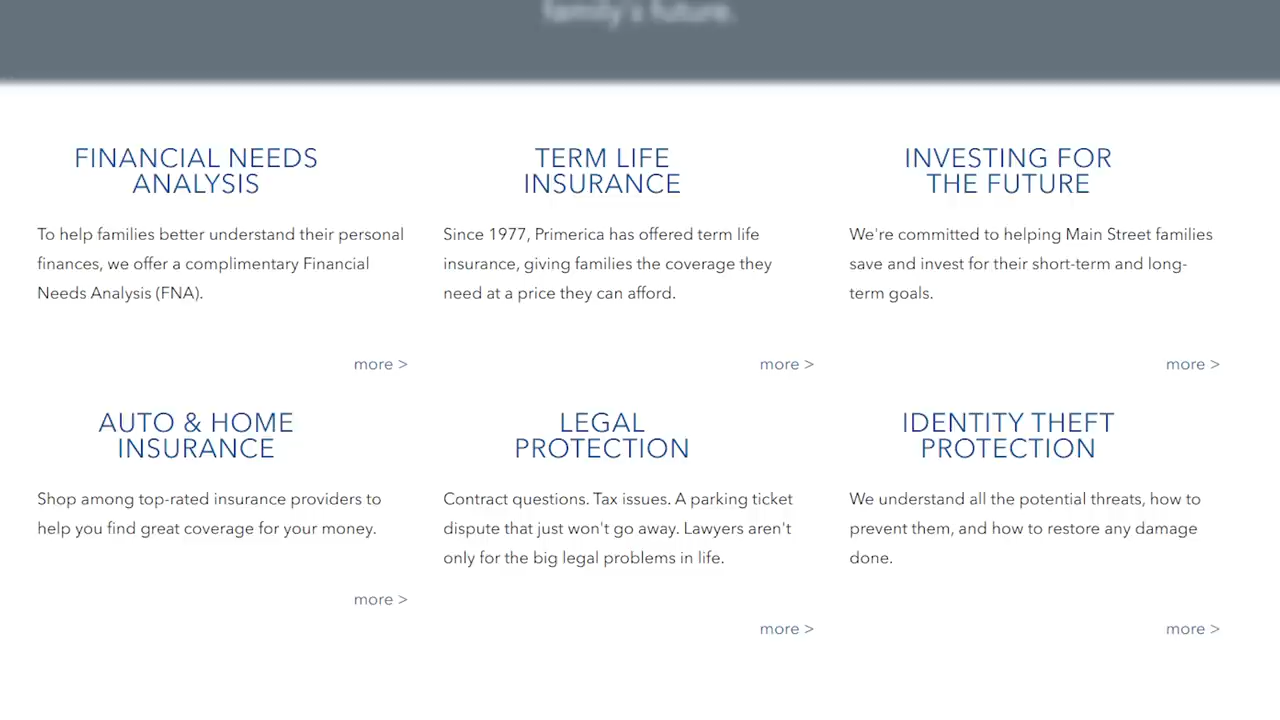 family's future.
FINANCIAL NEEDS
ANALYSIS
To help families better understand their personal
finances, we offer a complimentary Financial
Needs Analysis (FNA).
more >
TERM LIFE
INSURANCE
Since 1977, Primerica has offered term life
insurance, giving families the coverage they
need at a price they can afford.
more >
INVESTING FOR
THE FUTURE
We're committed to helping Main Street families
save and invest for their short-term and long-
term goals.
more >
AUTO & HOME
INSURANCE
Shop among top-rated insurance providers to
help you find great coverage for your money.
more >
LEGAL
PROTECTION
Contract questions. Tax issues. A parking ticket
dispute that just won't go away. Lawyers aren't
only for the big legal problems in life.
more >
IDENTITY THEFT
PROTECTION
We understand all the potential threats, how to
prevent them, and how to restore any damage
done.
more >